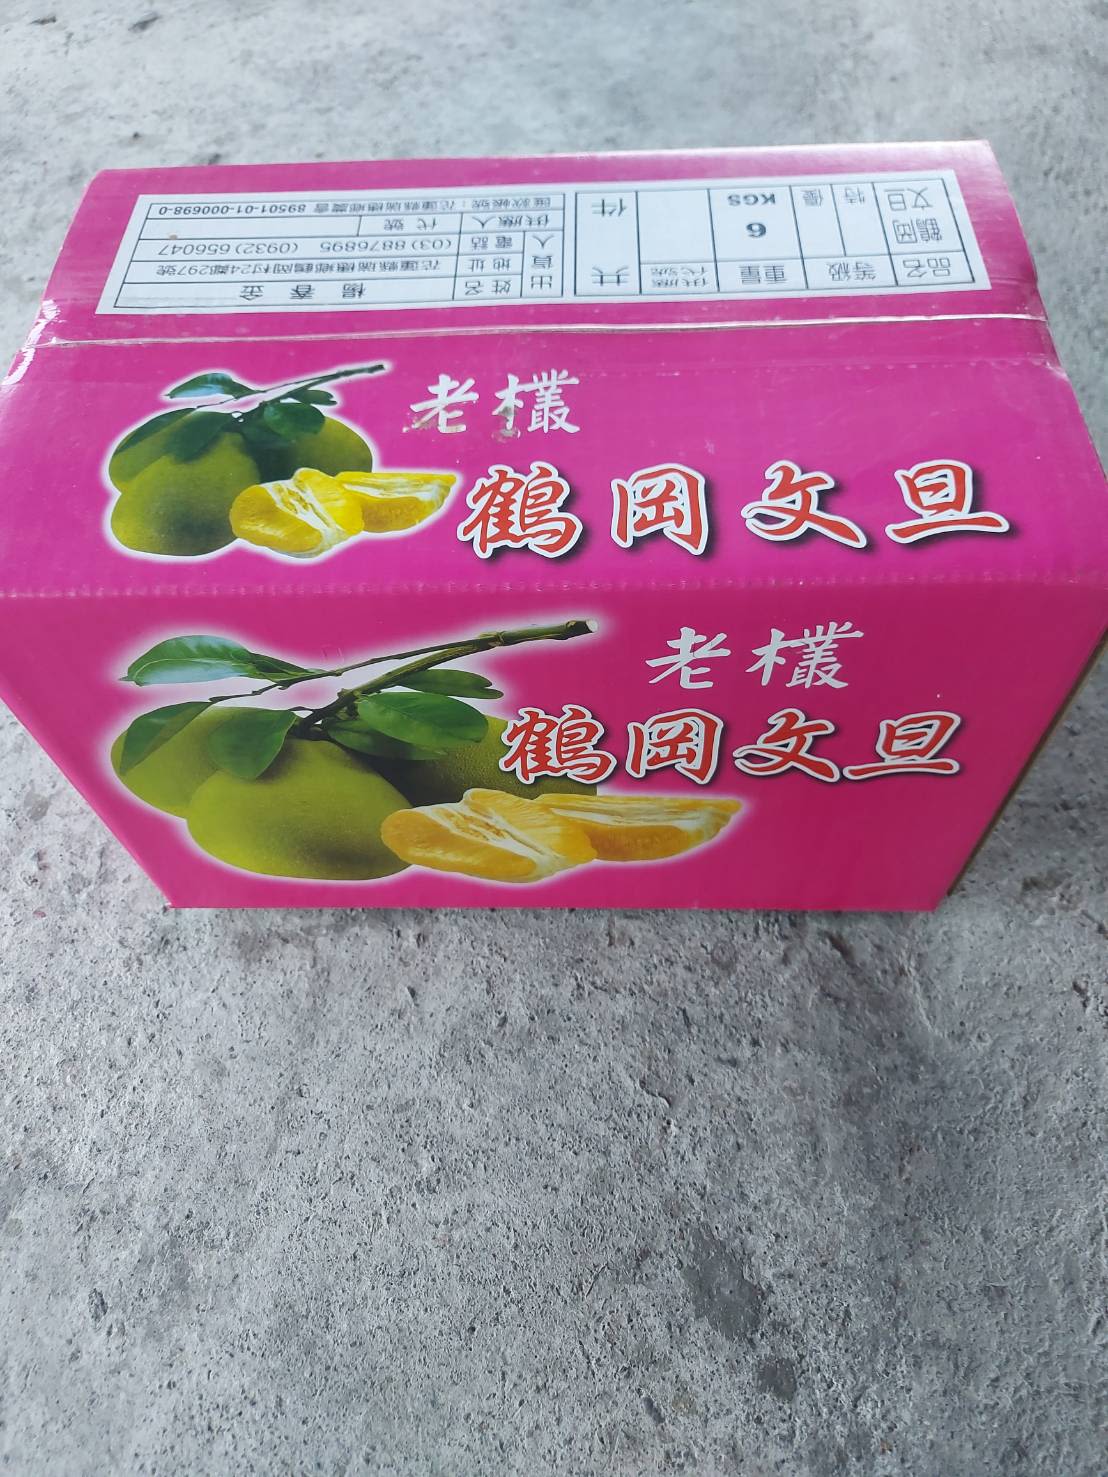 品名 等級 重量 供應代號 共
鶴岡文旦 特優 6 KGS 件
出貨人 姓名 楊春金
地址 花蓮縣瑞穗鄉鶴岡村24鄰297號
電話 (03)8876895 (0932)656047
供應人 代號
匯款帳號：花蓮縣瑞穗鄉農會 89501-01-000698-0
老欉
鶴岡文旦
老欉
鶴岡文旦